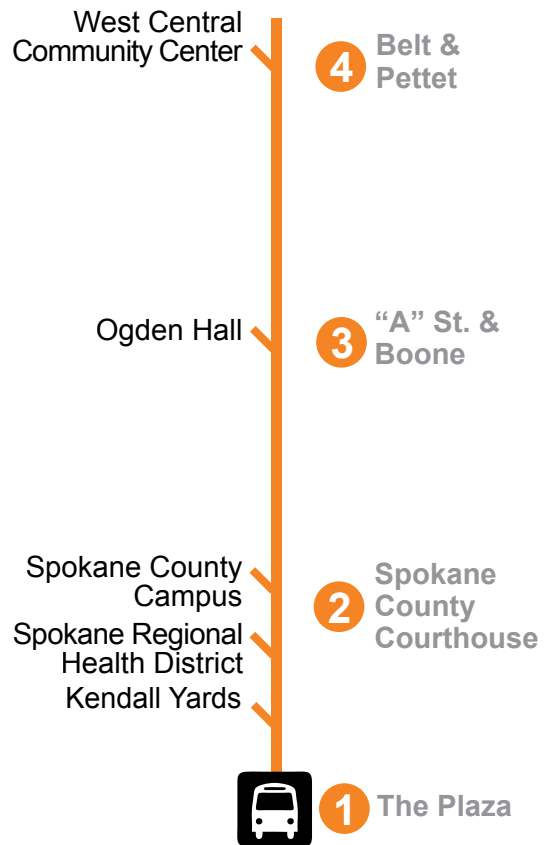 West Central
Community Center
4
Belt &
Pettet
Ogden Hall
3
“A” St. &
Boone
Spokane County
Campus
2
Spokane
County
Courthouse
Spokane Regional
Health District
Kendall Yards
1
The Plaza